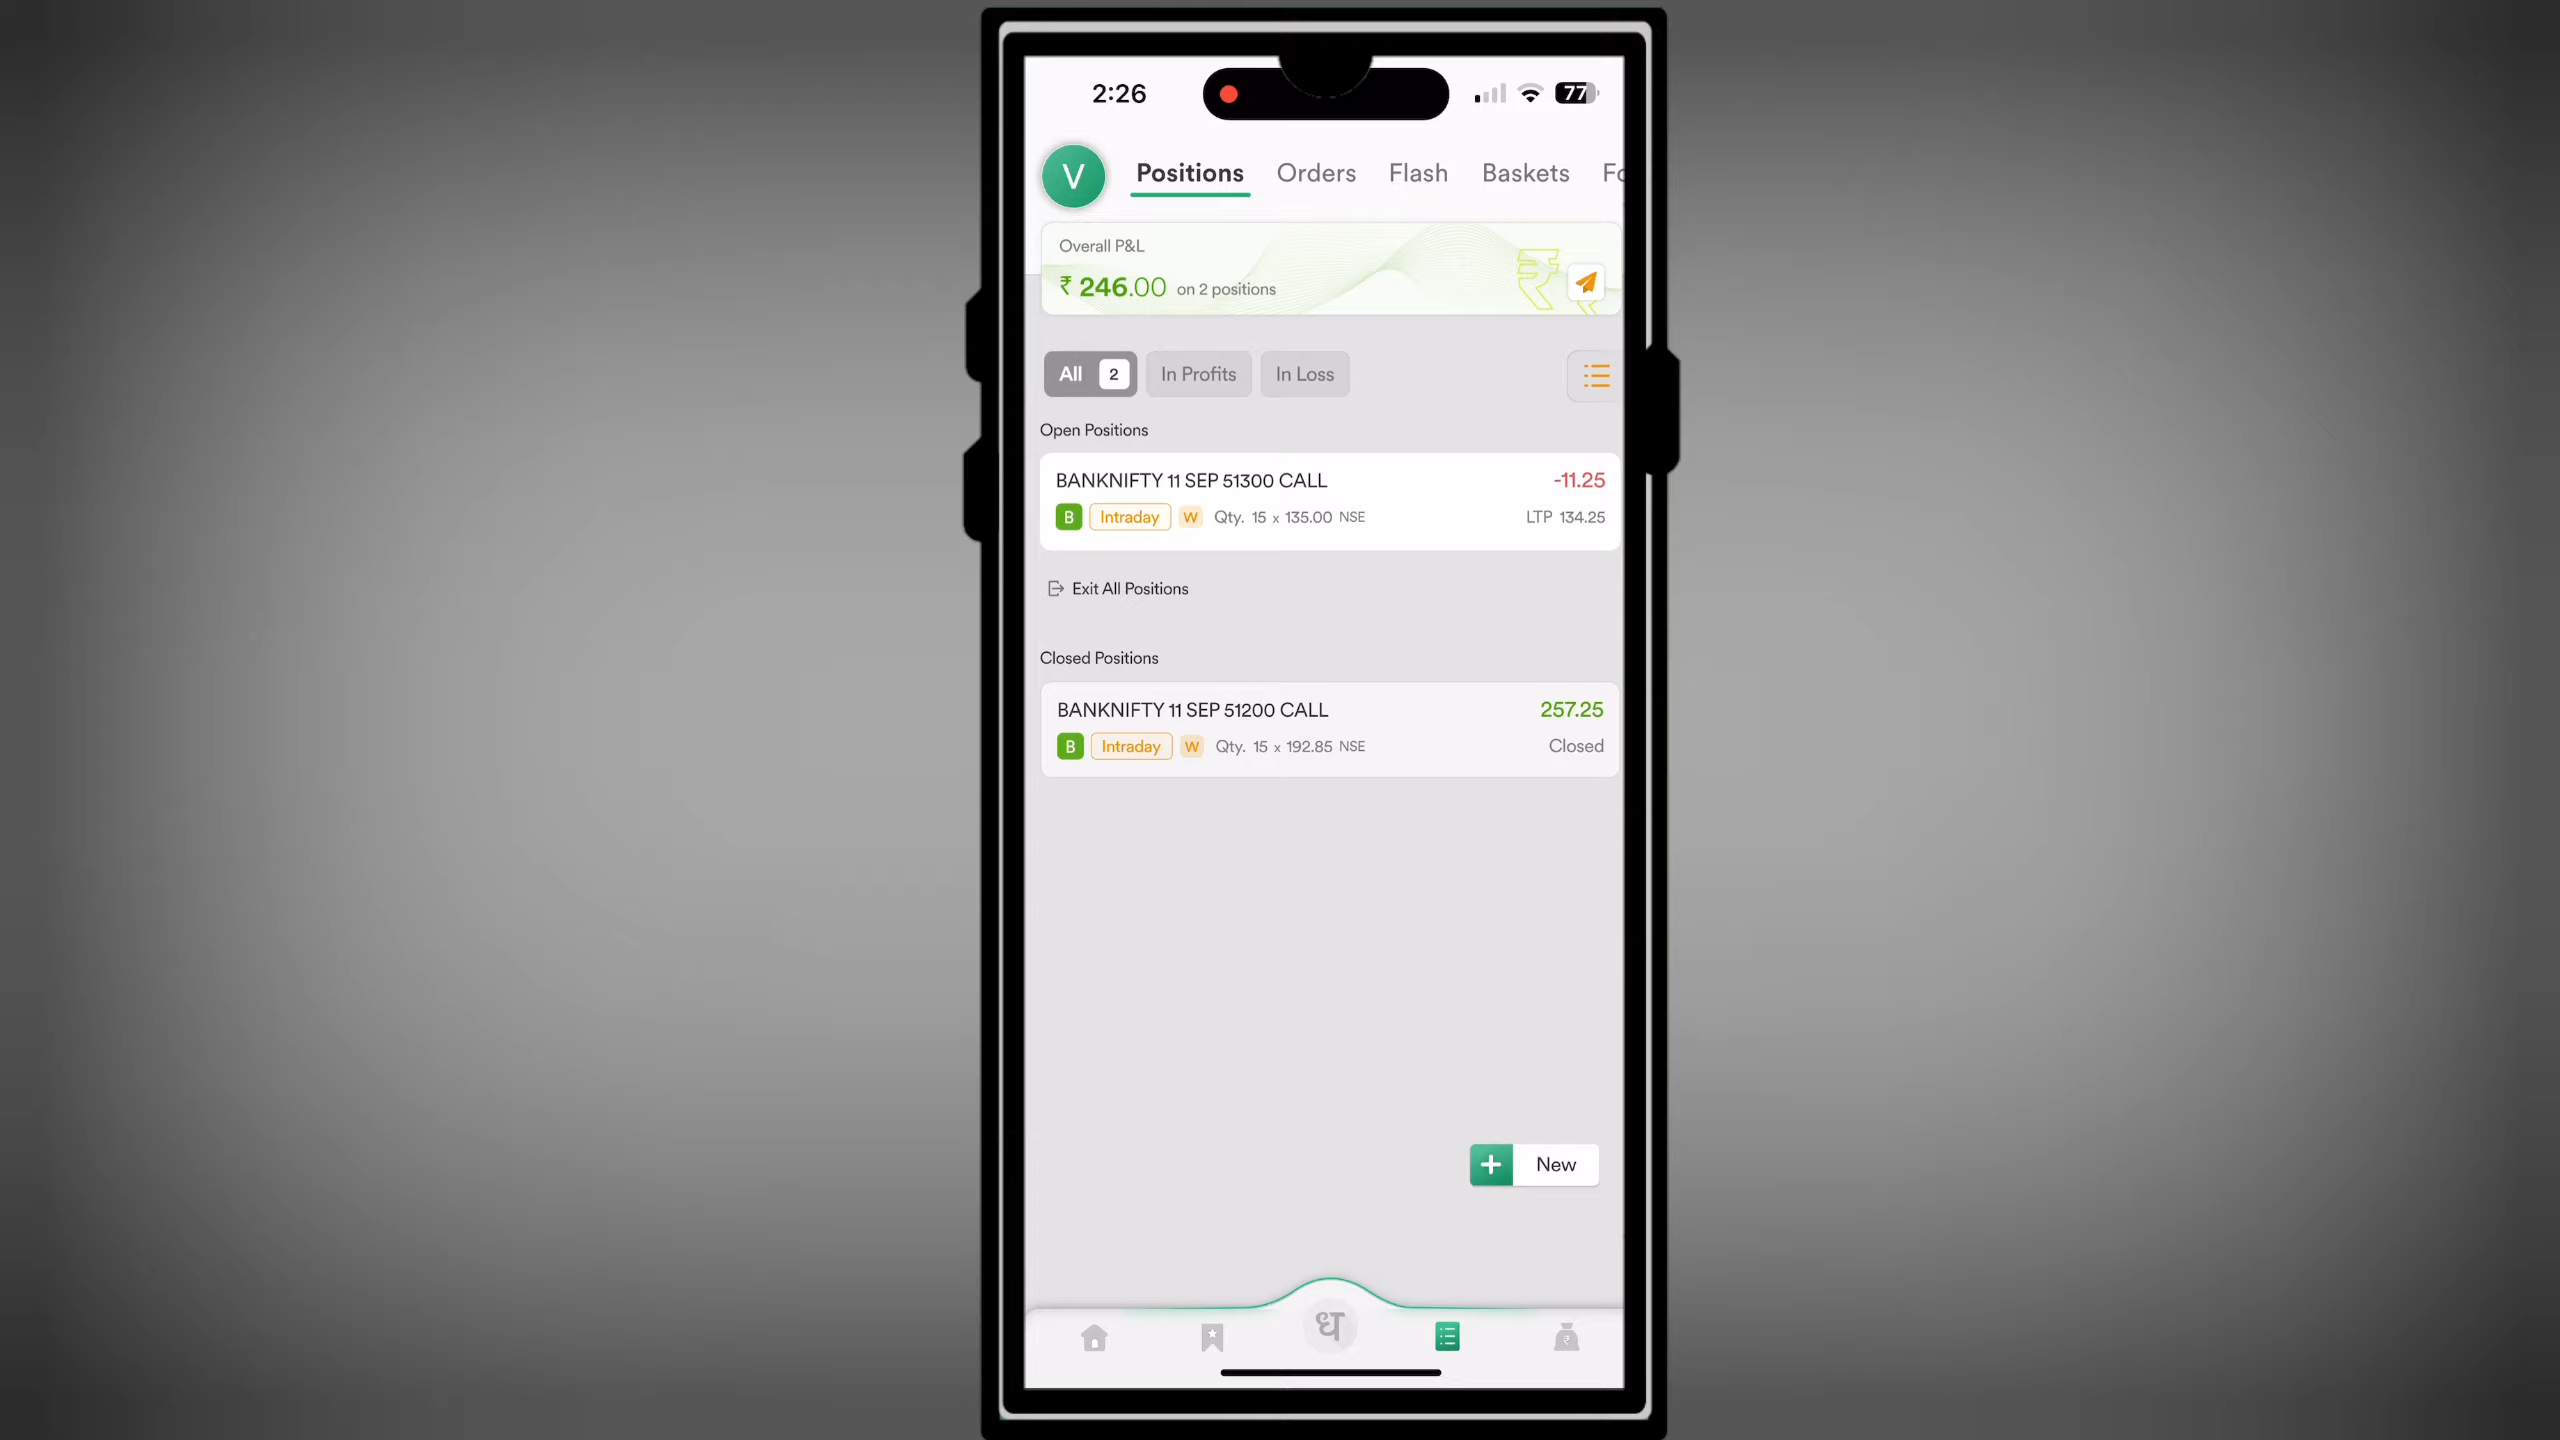 2:26
77
V
Positions Orders Flash Baskets Fo
Overall P&L
₹ 246.00 on 2 positions
All 2 In Profits In Loss
Open Positions
BANKNIFTY 11 SEP 51300 CALL -11.25
B Intraday W Qty. 15 x 135.00 NSE LTP 134.25
Exit All Positions
Closed Positions
BANKNIFTY 11 SEP 51200 CALL 257.25
B Intraday W Qty. 15 x 192.85 NSE Closed
+ New
ध